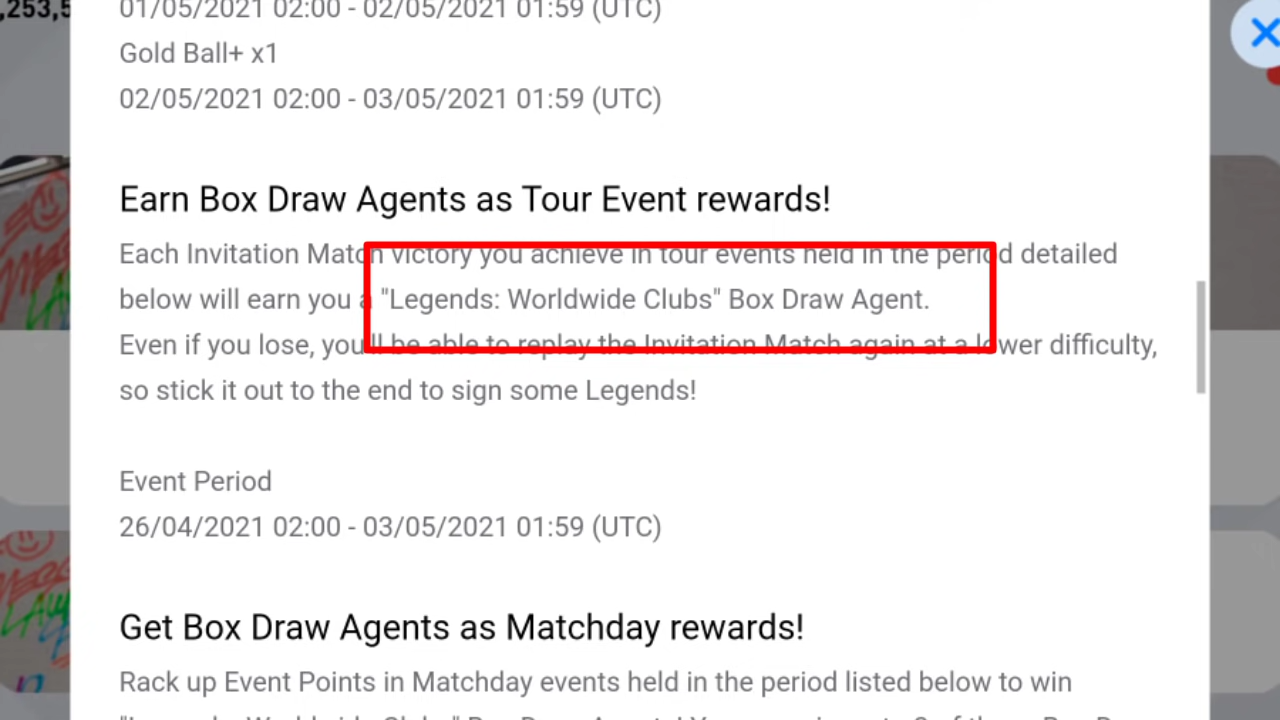 ,253,5
01/05/2021 02:00 - 02/05/2021 01:59 (UTC)
Gold Ball+ x1
02/05/2021 02:00 - 03/05/2021 01:59 (UTC)
Earn Box Draw Agents as Tour Event rewards!
Each Invitation Match victory you achieve in tour events held in the period detailed
below will earn you a "Legends: Worldwide Clubs" Box Draw Agent.
Even if you lose, you'll be able to replay the Invitation Match again at a lower difficulty,
so stick it out to the end to sign some Legends!
Event Period
26/04/2021 02:00 - 03/05/2021 01:59 (UTC)
Get Box Draw Agents as Matchday rewards!
Rack up Event Points in Matchday events held in the period listed below to win